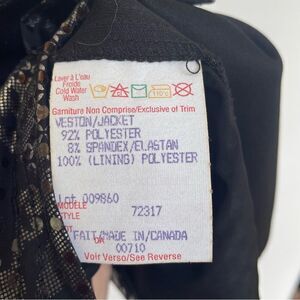 Laver à L'eau
Froide
Cold Water
Wash
Garniture Non Comprise/Exclusive of Trim
VESTON/JACKET
92% POLYESTER
8% SPANDEX/ELASTAN
100% (LINING) POLYESTER
Lot 009860
MODELE
STYLE 72317
FAIT/MADE IN/CANADA
00710
Voir Verso/See Reverse